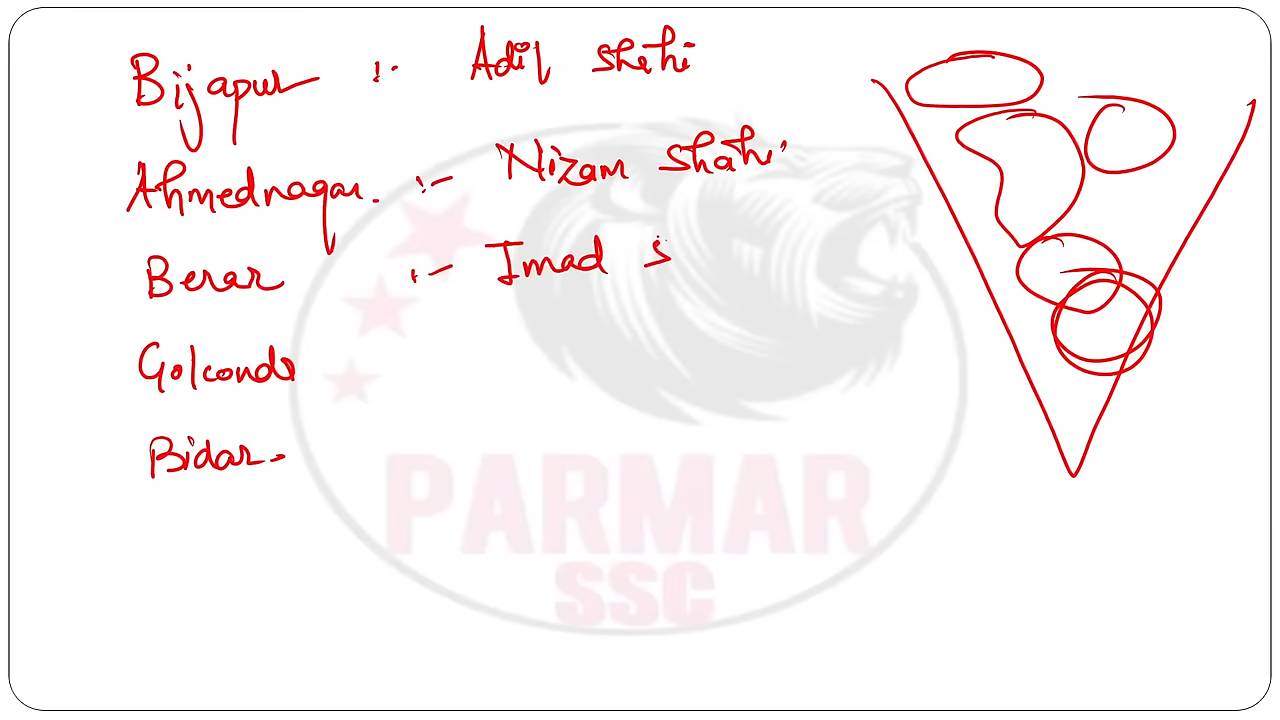 Bijapur :- Adil Shahi
Ahmednagar. :- Nizam Shahi
Berar :- Imad S
Golconda
Bidar -
PARMAR
SSC